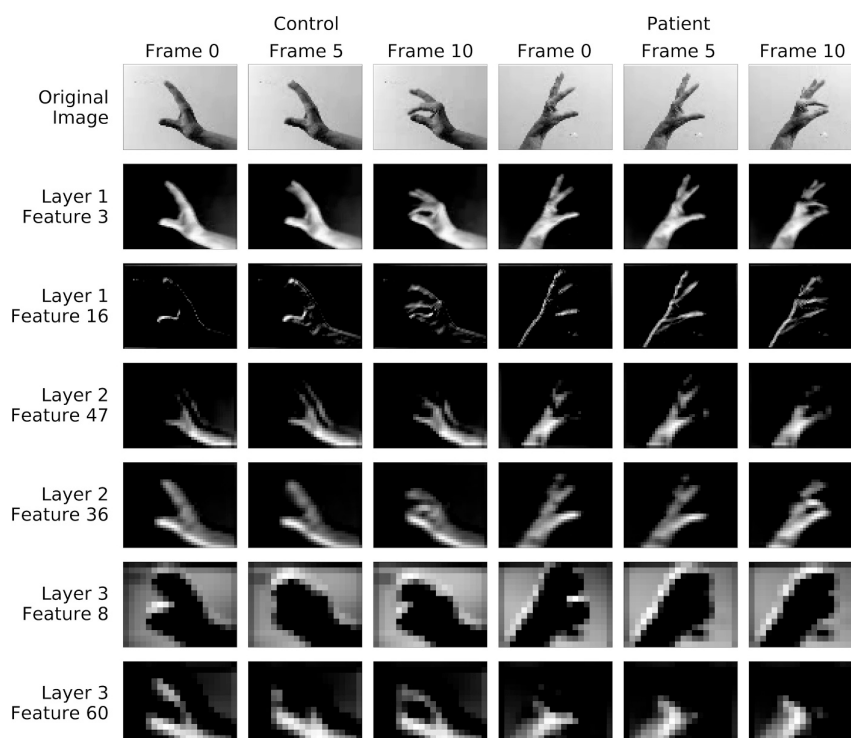 Control Patient
Frame 0 Frame 5 Frame 10 Frame 0 Frame 5 Frame 10
Original
Image
Layer 1
Feature 3
Layer 1
Feature 16
Layer 2
Feature 47
Layer 2
Feature 36
Layer 3
Feature 8
Layer 3
Feature 60